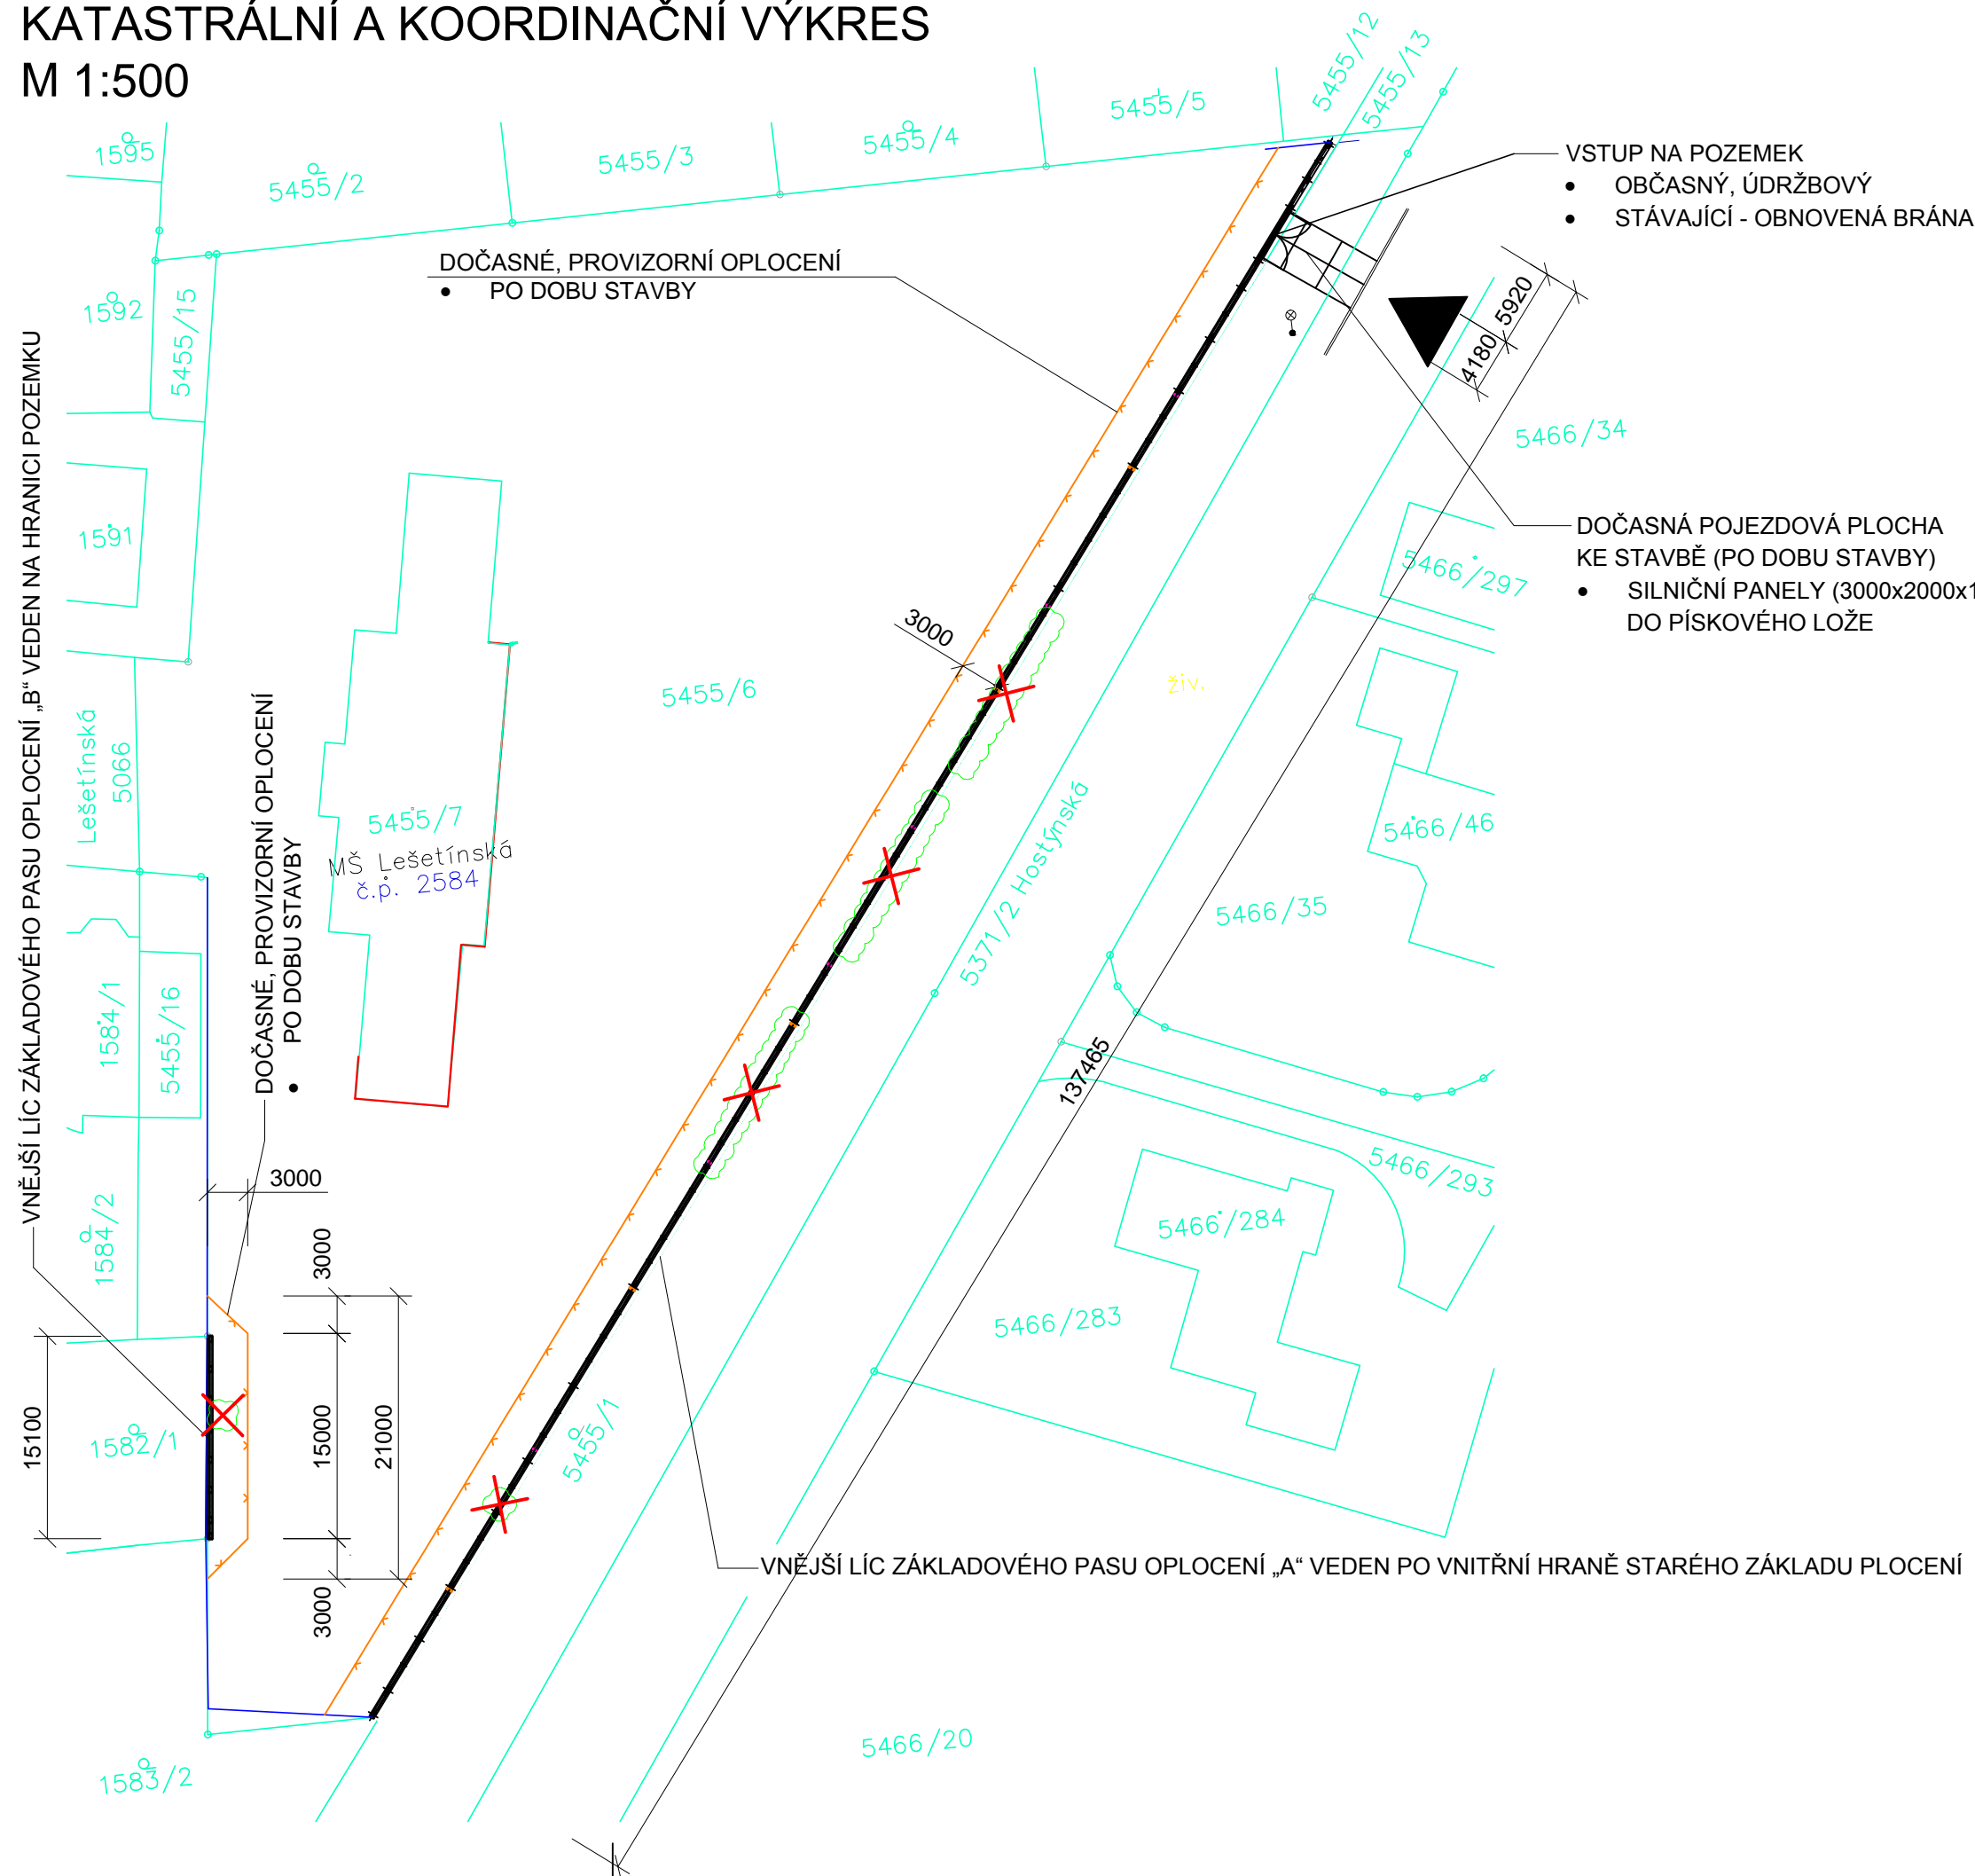 KATASTRÁLNÍ A KOORDINAČNÍ VÝKRES
M 1:500
5455/12
5455/13
5455/5
5455/4
5455/3
5455/2
1595
VSTUP NA POZEMEK
• OBČASNÝ, ÚDRŽBOVÝ
• STÁVAJÍCÍ - OBNOVENÁ BRÁNA
DOČASNÉ, PROVIZORNÍ OPLOCENÍ
• PO DOBU STAVBY
1592
5455/15
5920
4180
5466/34
1591
DOČASNÁ POJEZDOVÁ PLOCHA
KE STAVBĚ (PO DOBU STAVBY)
• SILNIČNÍ PANELY (3000x2000x1
DO PÍSKOVÉHO LOŽE
5466/297
3000
5455/6
živ.
VNĚJŠÍ LÍC ZÁKLADOVÉHO PASU OPLOCENÍ „B“ VEDEN NA HRANICI POZEMKU
Lešetínská
5066
DOČASNÉ, PROVIZORNÍ OPLOCENÍ
• PO DOBU STAVBY
5455/7
MŠ Lešetínská
č.p. 2584
5466/46
5371/2 Hostýnská
5466/35
1584/1
5455/16
137465
5466/293
3000
1584/2
5466/284
3000
5466/283
15100
1582/1
15000
21000
5455/1
3000
VNĚJŠÍ LÍC ZÁKLADOVÉHO PASU OPLOCENÍ „A“ VEDEN PO VNITŘNÍ HRANĚ STARÉHO ZÁKLADU PLOCENÍ
5466/20
1583/2